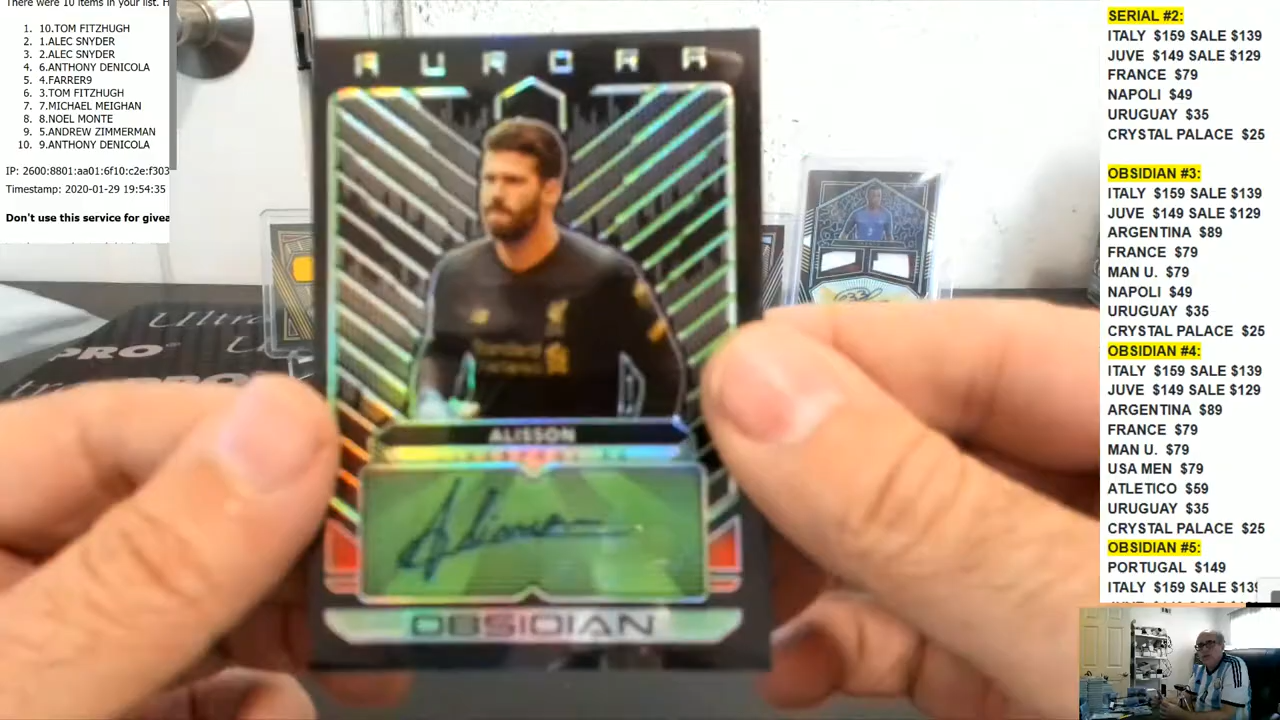 There were 10 items in your list. H
1. 10.TOM FITZHUGH
2. 1.ALEC SNYDER
3. 2.ALEC SNYDER
4. 6.ANTHONY DENICOLA
5. 4.FARRER9
6. 3.TOM FITZHUGH
7. 7.MICHAEL MEIGHAN
8. 8.NOEL MONTE
9. 5.ANDREW ZIMMERMAN
10. 9.ANTHONY DENICOLA
IP: 2600:8801:aa01:6f10:c2e:f303
Timestamp: 2020-01-29 19:54:35
Don't use this service for givea
AURORA
ALISSON
Alisson
OBSIDIAN
Ultra
PRO
SERIAL #2:
ITALY $159 SALE $139
JUVE $149 SALE $129
FRANCE $79
NAPOLI $49
URUGUAY $35
CRYSTAL PALACE $25
OBSIDIAN #3:
ITALY $159 SALE $139
JUVE $149 SALE $129
ARGENTINA $89
FRANCE $79
MAN U. $79
NAPOLI $49
URUGUAY $35
CRYSTAL PALACE $25
OBSIDIAN #4:
ITALY $159 SALE $139
JUVE $149 SALE $129
ARGENTINA $89
FRANCE $79
MAN U. $79
USA MEN $79
ATLETICO $59
URUGUAY $35
CRYSTAL PALACE $25
OBSIDIAN #5:
PORTUGAL $149
ITALY $159 SALE $139